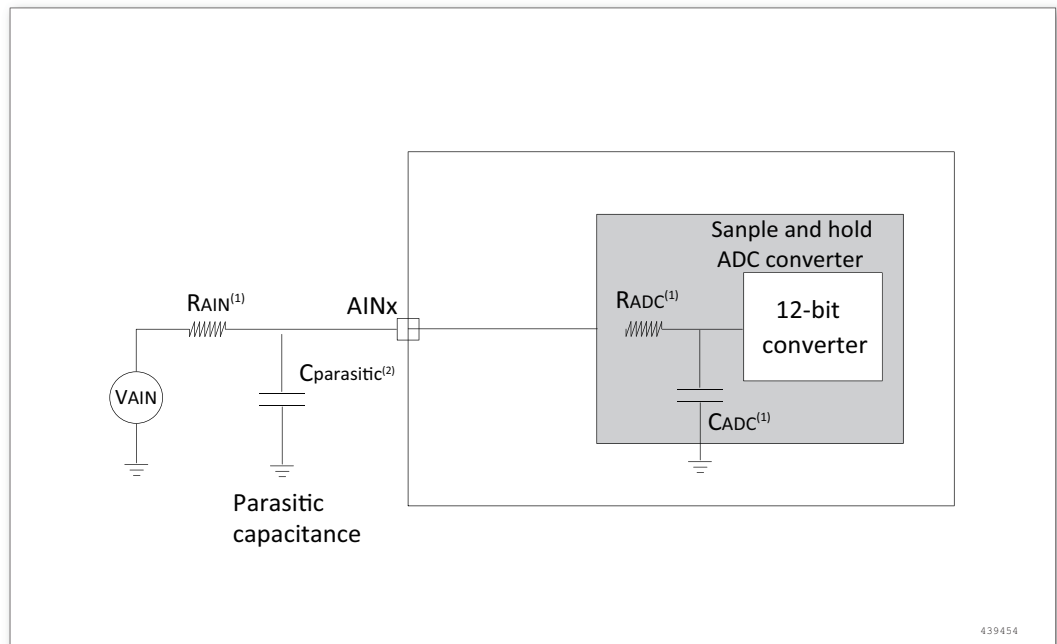 Sanple and hold
ADC converter
RAIN(1)
AINx
RADC(1)
12-bit
converter
Cparasitic(2)
VAIN
CADC(1)
Parasitic
capacitance
439454